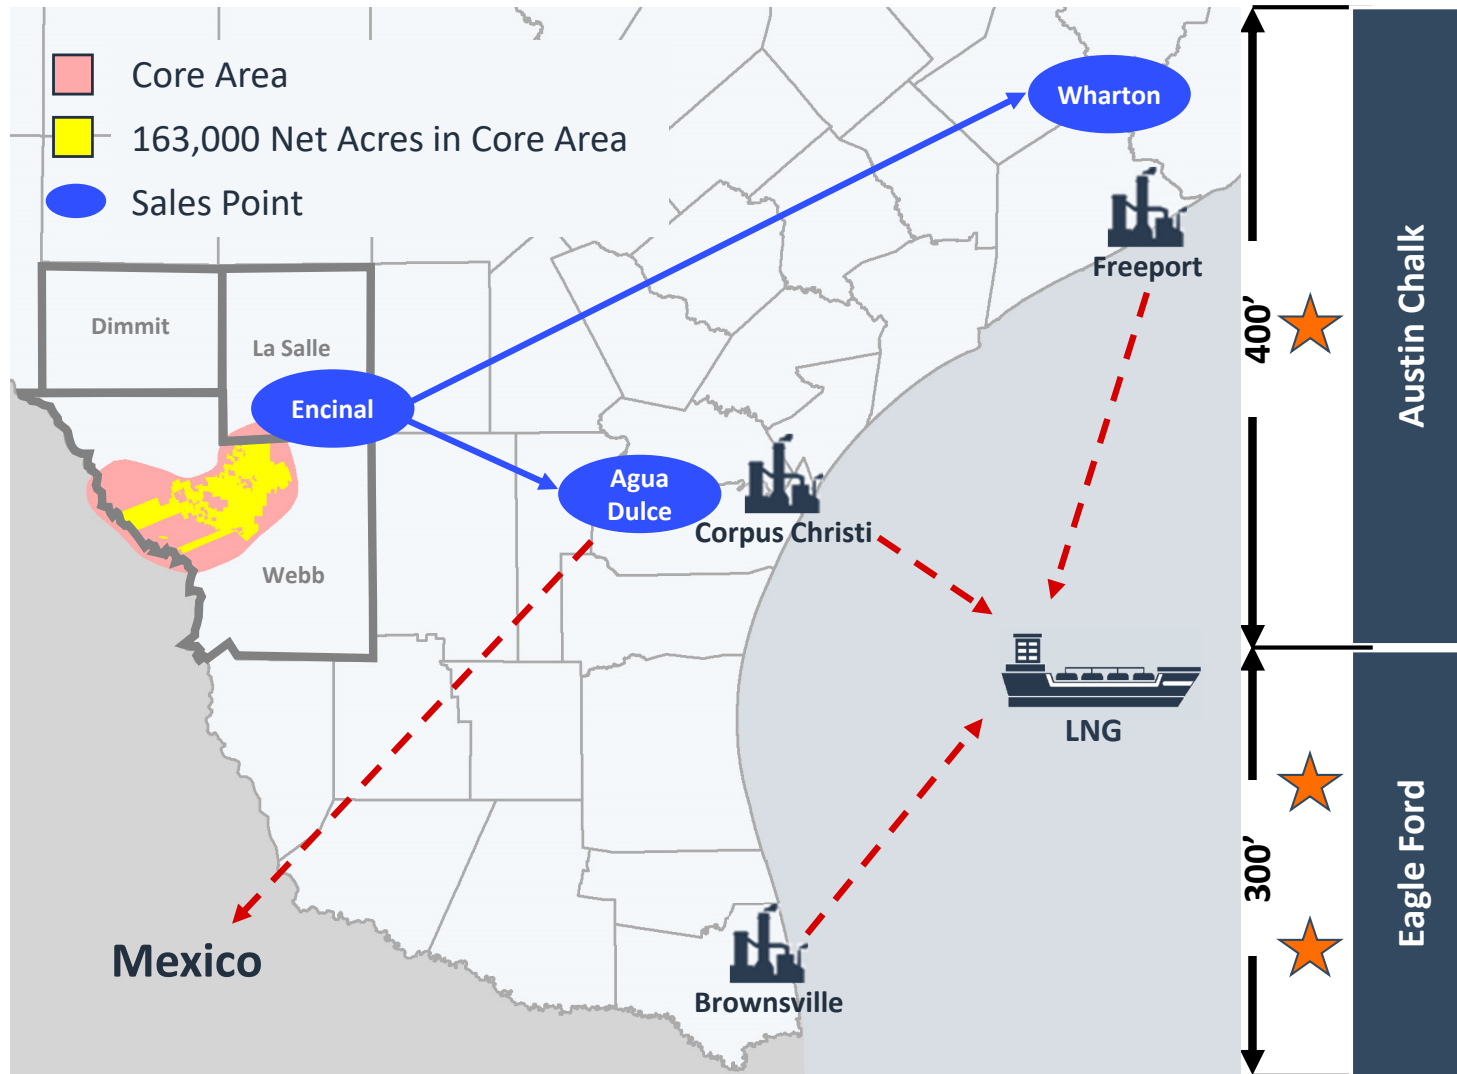 Core Area
163,000 Net Acres in Core Area
Sales Point
Wharton
Freeport
Dimmit
La Salle
Encinal
Agua
Dulce
Corpus Christi
Webb
LNG
Mexico
Brownsville
400’
Austin Chalk
300’
Eagle Ford